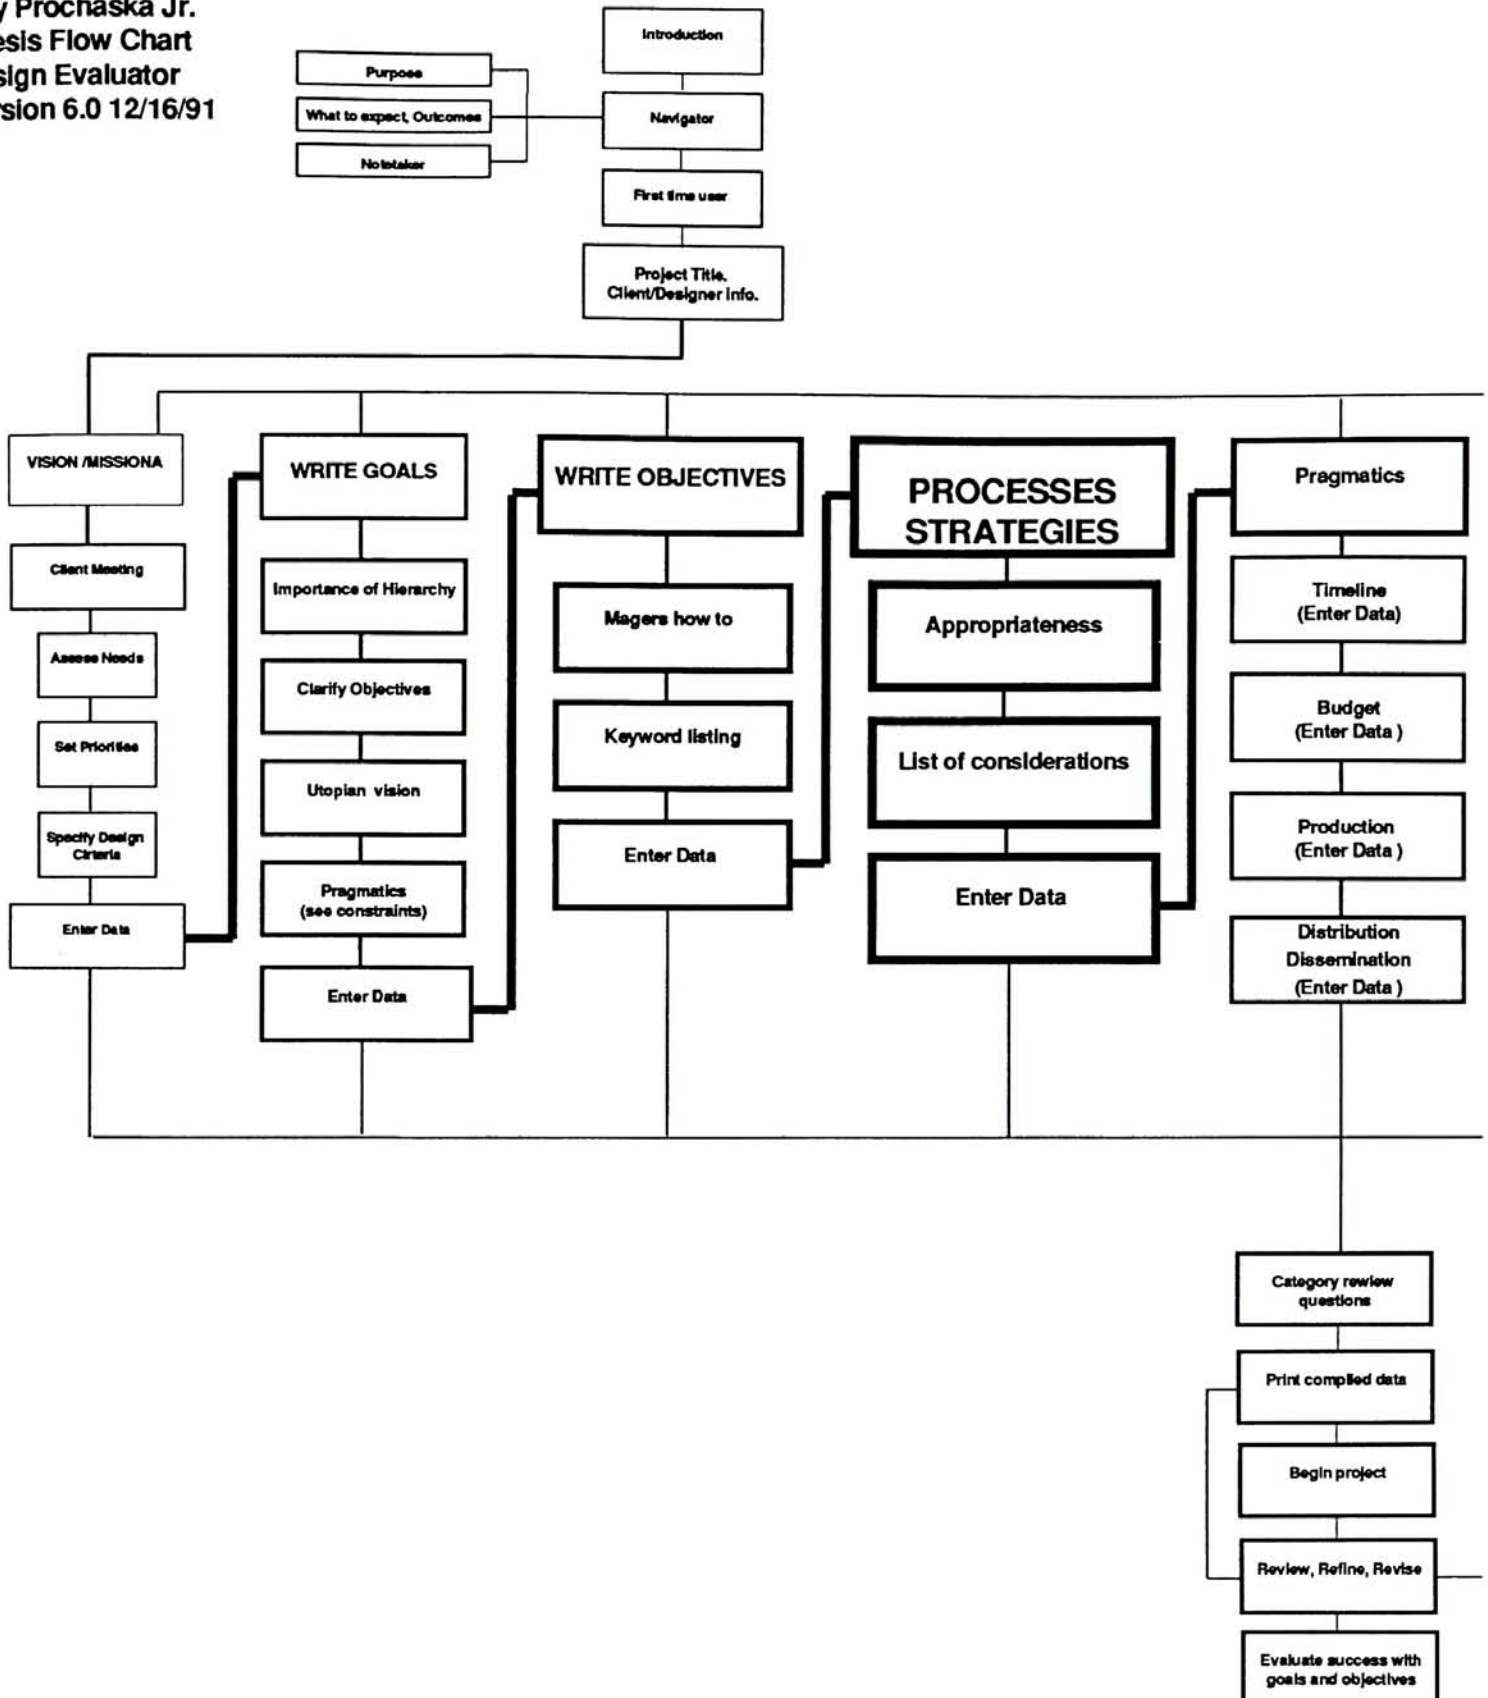 y Prochaska Jr.
esis Flow Chart
sign Evaluator
rsion 6.0 12/16/91
Introduction
Purpose
What to expect, Outcomes
Notetaker
Navigator
First time user
Project Title.
Client/Designer info.
VISION /MISSIONA
Client Meeting
Assess Needs
Set Priorities
Specify Design
Cirteria
Enter Data
WRITE GOALS
Importance of Hierarchy
Clarify Objectives
Utopian vision
Pragmatics
(see constraints)
Enter Data
WRITE OBJECTIVES
Magers how to
Keyword listing
Enter Data
PROCESSES
STRATEGIES
Appropriateness
List of considerations
Enter Data
Pragmatics
Timeline
(Enter Data)
Budget
(Enter Data )
Production
(Enter Data )
Distribution
Dissemination
(Enter Data )
Category rewiew
questions
Print compiled data
Begin project
Review, Refine, Revise
Evaluate success with
goals and objectives